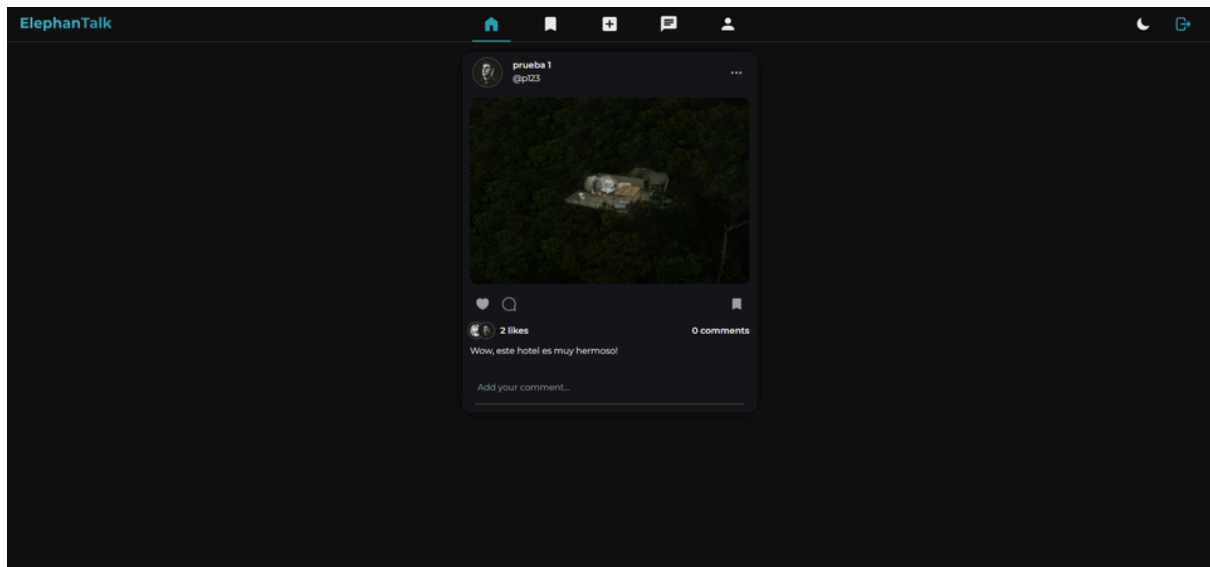 ElephanTalk
prueba 1
@p123
2 likes
0 comments
Wow, este hotel es muy hermoso!
Add your comment...